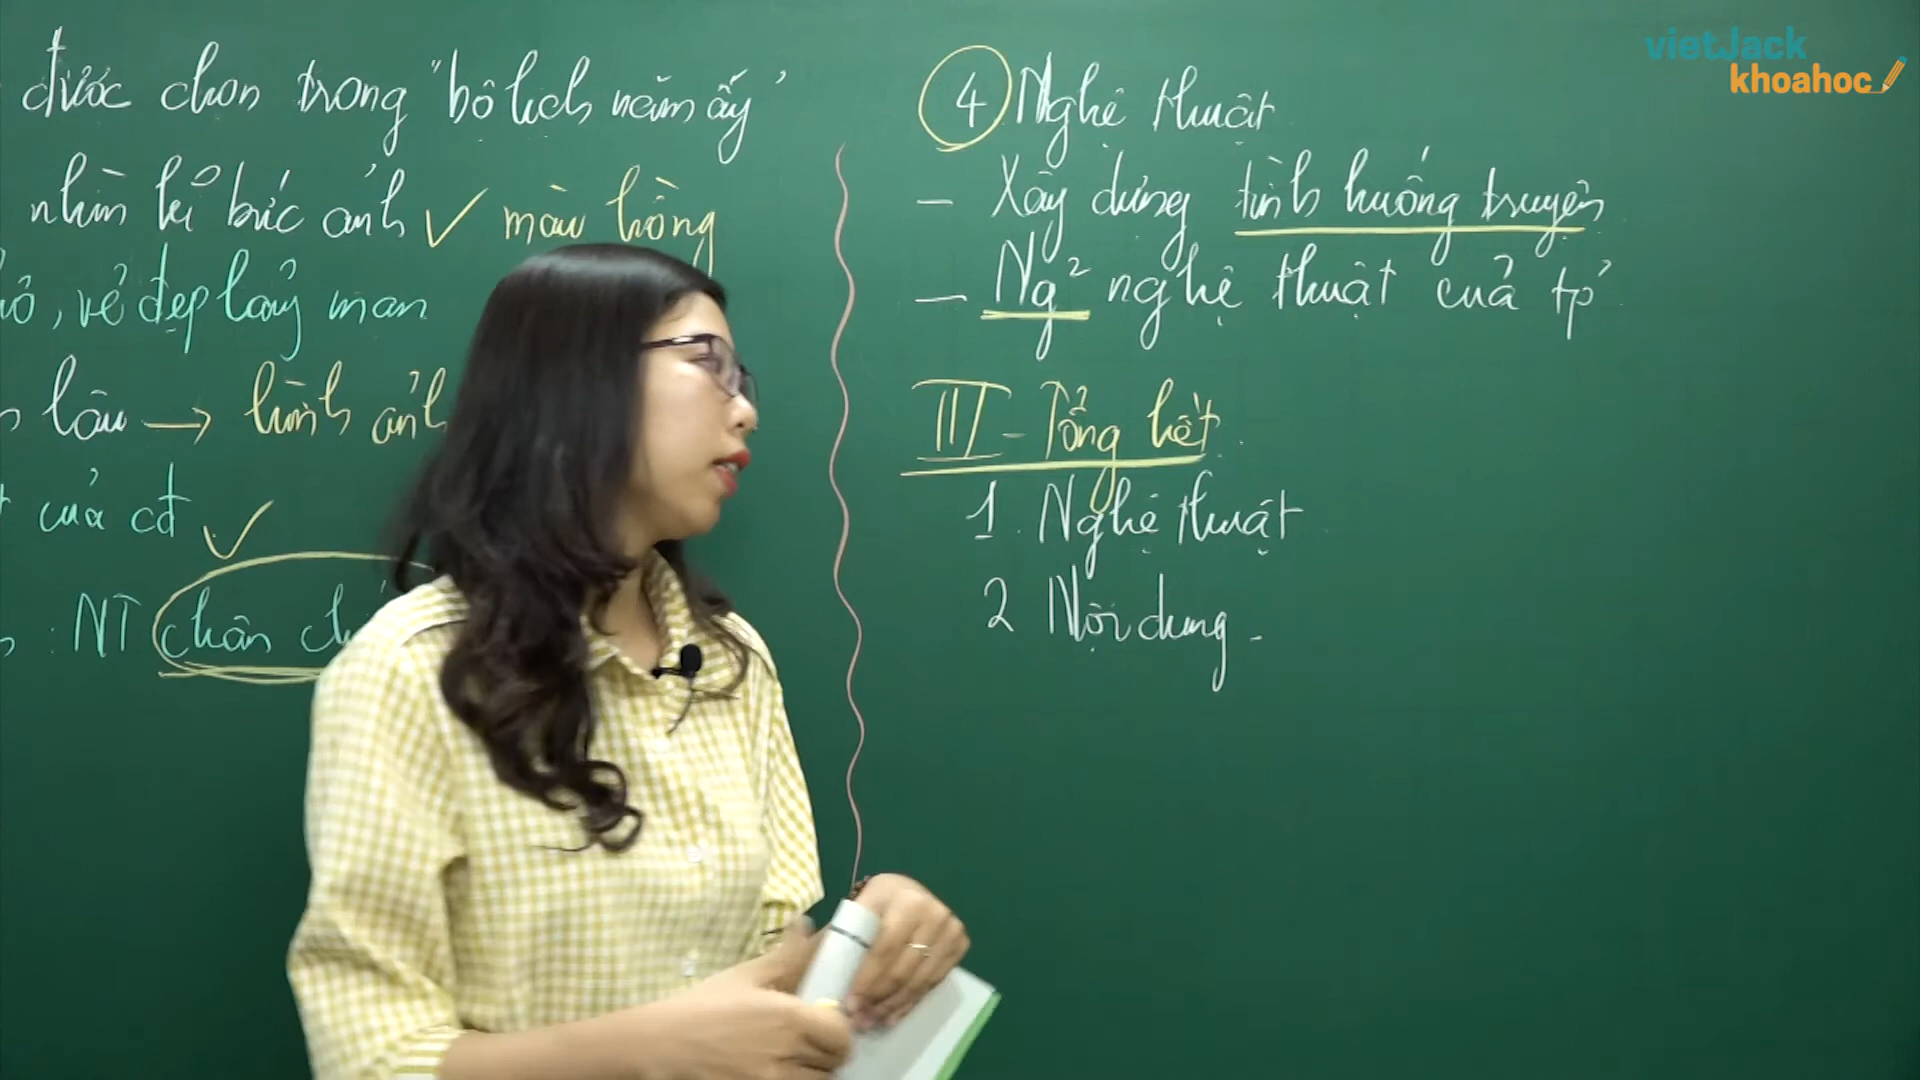 được chọn trong "bộ lịch năm ấy"
nhìn kĩ bức ảnh ✓ màu hồng
, vẻ đẹp lãng mạn
lâu → hình ảnh
của cđ ✓
: NT chân
4 Nghệ thuật
- Xây dựng tình huống truyện
- Ng² nghệ thuật của tp'
III - Tổng kết
1. Nghệ thuật
2 Nội dung.
vietJack
khoahoc